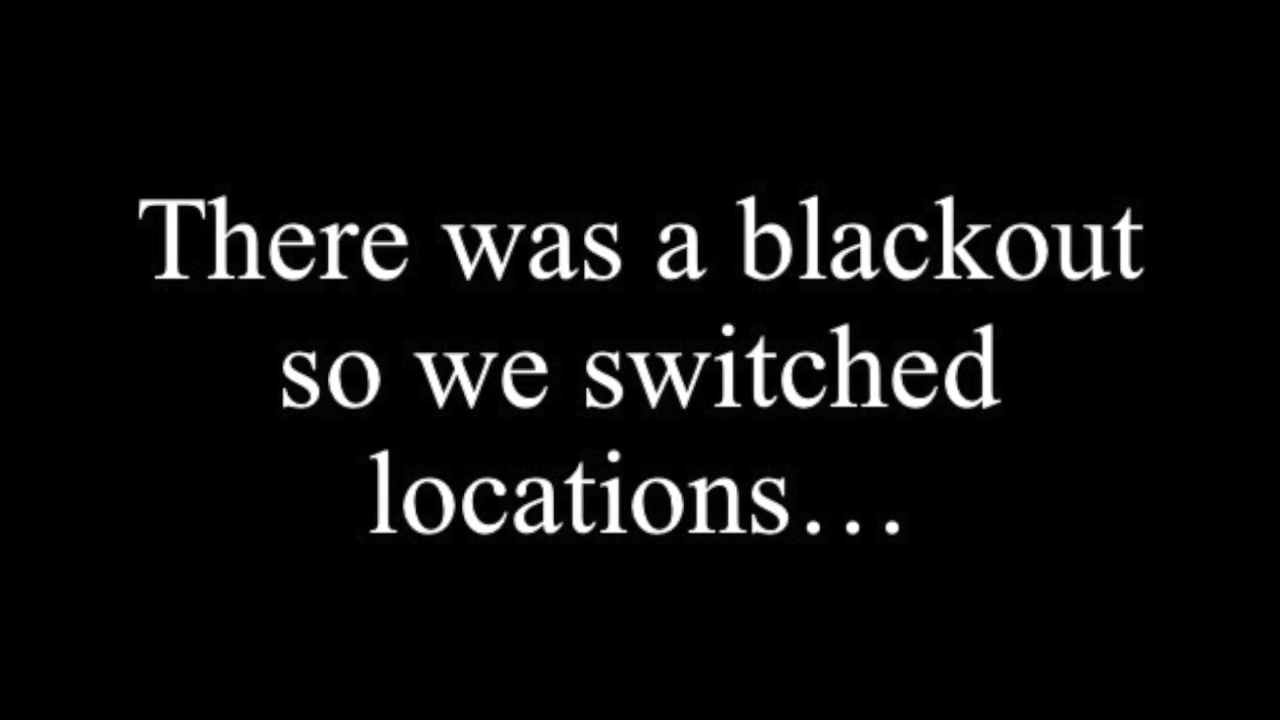 There was a blackout
so we switched
locations…